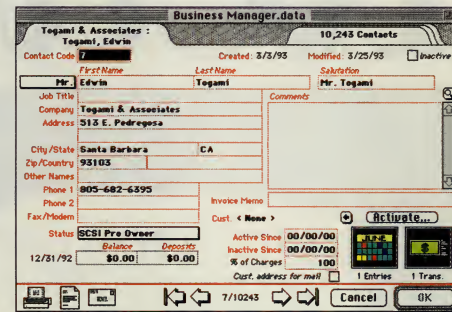 Business Manager.data
Togami & Associates :
Togami, Edwin
10,243 Contacts
Contact Code 7
Created: 3/3/93 Modified: 3/25/93 Inactive
First Name Last Name Salutation
Mr. Edwin Togami Mr. Togami
Job Title Comments
Company Togami & Associates
Address 513 E. Pedregosa
City/State Santa Barbara CA
Zip/Country 93103
Other Names
Phone 1 805-682-6395
Phone 2 Invoice Memo
Fax/Modem Cust. < None > Activate...
Status SCSI Pro Owner Active Since 00/00/00
Balance Deposits Inactive Since 00/00/00
12/31/92 $0.00 $0.00 % of Charges 100
Cust. address for mail 1 Entries 1 Trans.
7/10243 Cancel OK